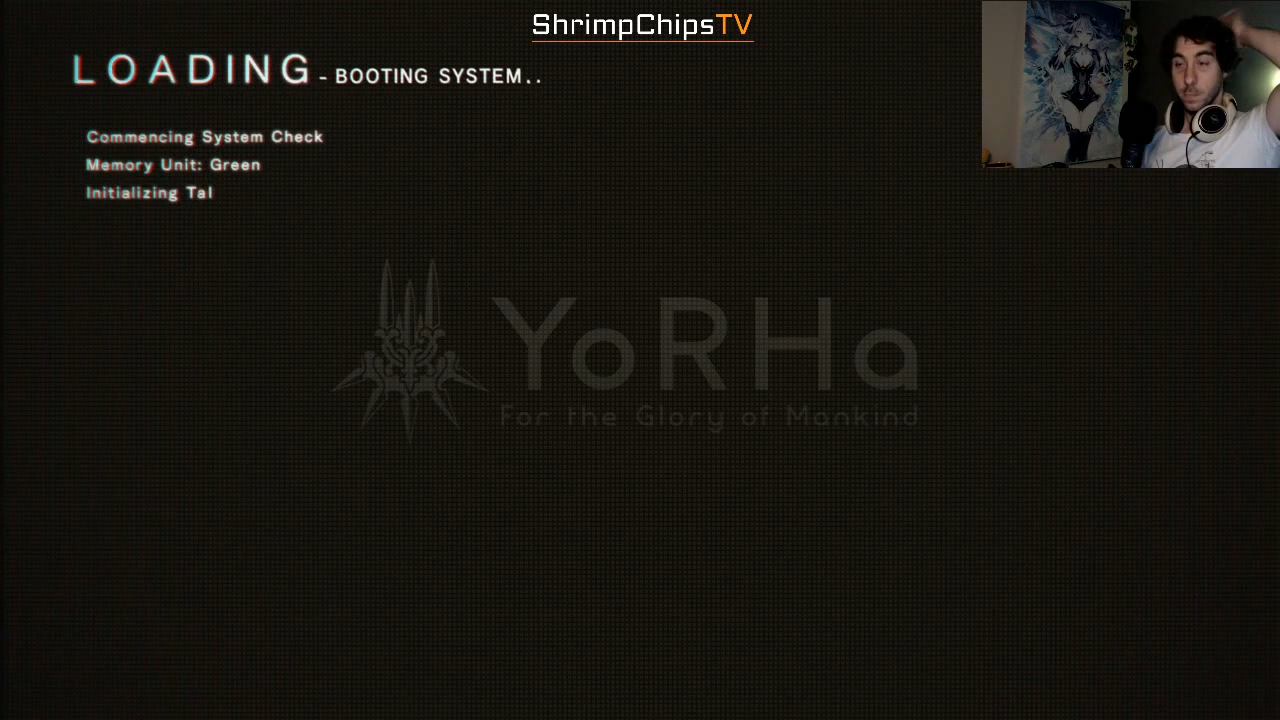 ShrimpChipsTV
LOADING - BOOTING SYSTEM..
Commencing System Check
Memory Unit: Green
Initializing Tal
YoRHa
For the Glory of Mankind